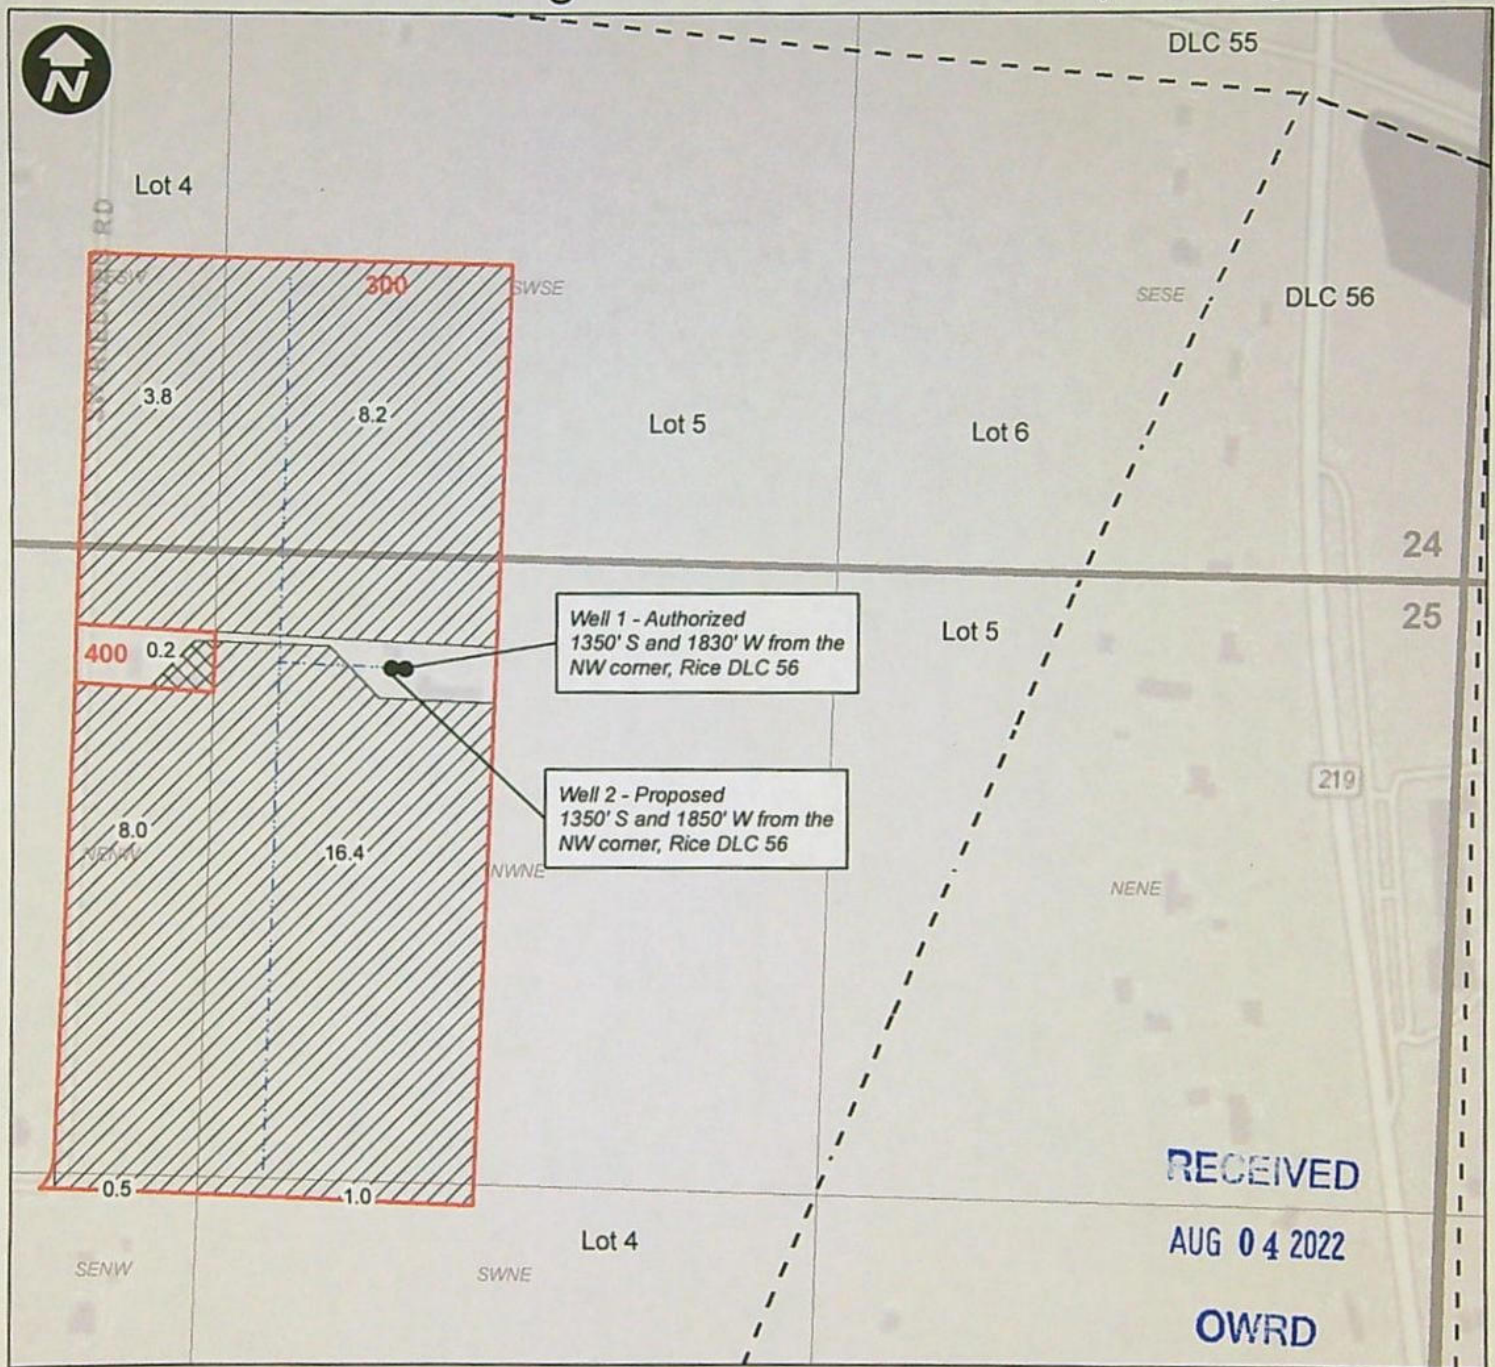 DLC 55
N
Lot 4
RD
300
SWSE
SESE
DLC 56
3.8
8.2
Lot 5
Lot 6
24
25
Well 1 - Authorized
1350' S and 1830' W from the
NW corner, Rice DLC 56
Lot 5
400
0.2
Well 2 - Proposed
1350' S and 1850' W from the
NW corner, Rice DLC 56
219
8.0
NENW
16.4
NWNE
NENE
RECEIVED
0.5
1.0
Lot 4
AUG 04 2022
SENW
SWNE
OWRD